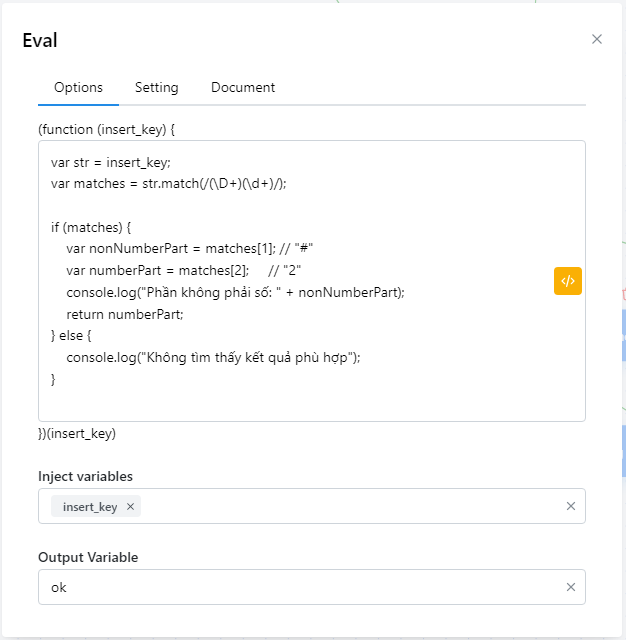 Eval
Options Setting Document
(function (insert_key) {
var str = insert_key;
var matches = str.match(/(\D+)(\d+)/);
if (matches) {
var nonNumberPart = matches[1]; // "#"
var numberPart = matches[2]; // "2"
console.log("Phần không phải số: " + nonNumberPart);
return numberPart;
} else {
console.log("Không tìm thấy kết quả phù hợp");
}
})(insert_key)
Inject variables
insert_key
Output Variable
ok